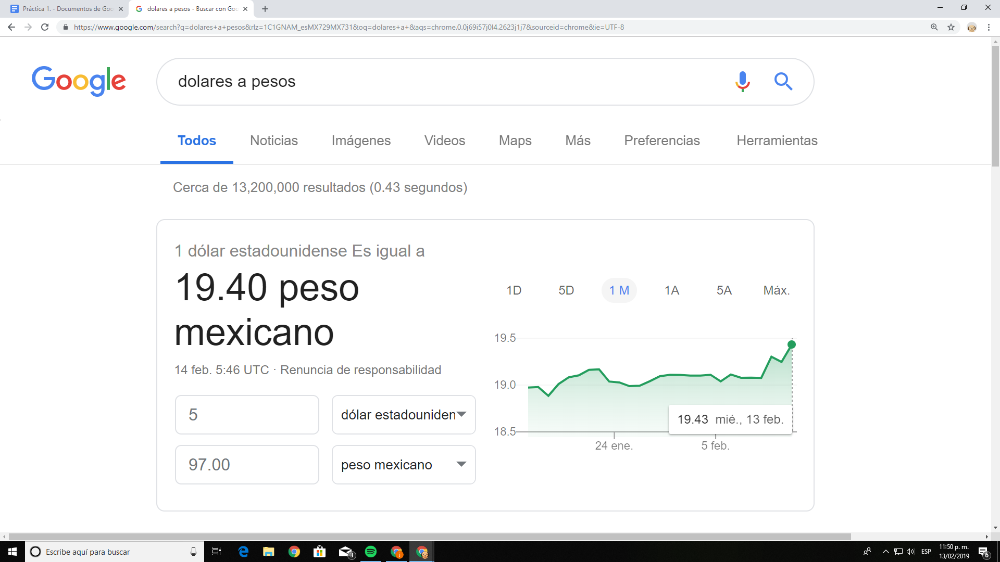 Práctica 1. - Documentos de Goo
dolares a pesos - Buscar con Goo
https://www.google.com/search?q=dolares+a+pesos&rlz=1C1GNAM_esMX729MX731&oq=dolares+a+&aqs=chrome.0.0j69i57j0l4.2623j1j7&sourceid=chrome&ie=UTF-8
Google
dolares a pesos
Todos Noticias Imágenes Videos Maps Más Preferencias Herramientas
Cerca de 13,200,000 resultados (0.43 segundos)
1 dólar estadounidense Es igual a
19.40 peso
mexicano
14 feb. 5:46 UTC · Renuncia de responsabilidad
5 dólar estadouniden
97.00 peso mexicano
1D 5D 1 M 1A 5A Máx.
19.5
19.0
18.5
19.43 mié., 13 feb.
24 ene. 5 feb.
Escribe aquí para buscar
3
ESP
11:50 p. m.
13/02/2019
6